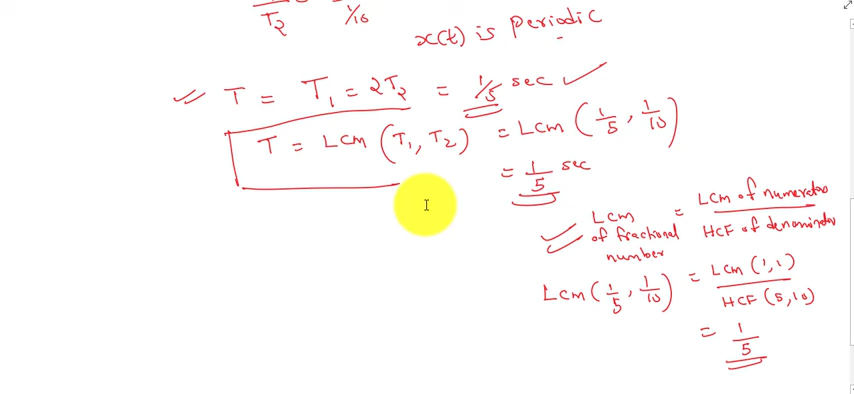 T₂ 1/10
x(t) is periodic
T = T₁ = 2T₂ = 1/5 sec
T = LCM (T₁, T₂) = LCM (1/5, 1/10)
= 1/5 sec
LCM of fractional number = LCM of numerator / HCF of denominator
LCM (1/5, 1/10) = LCM (1,1) / HCF (5,10)
= 1/5